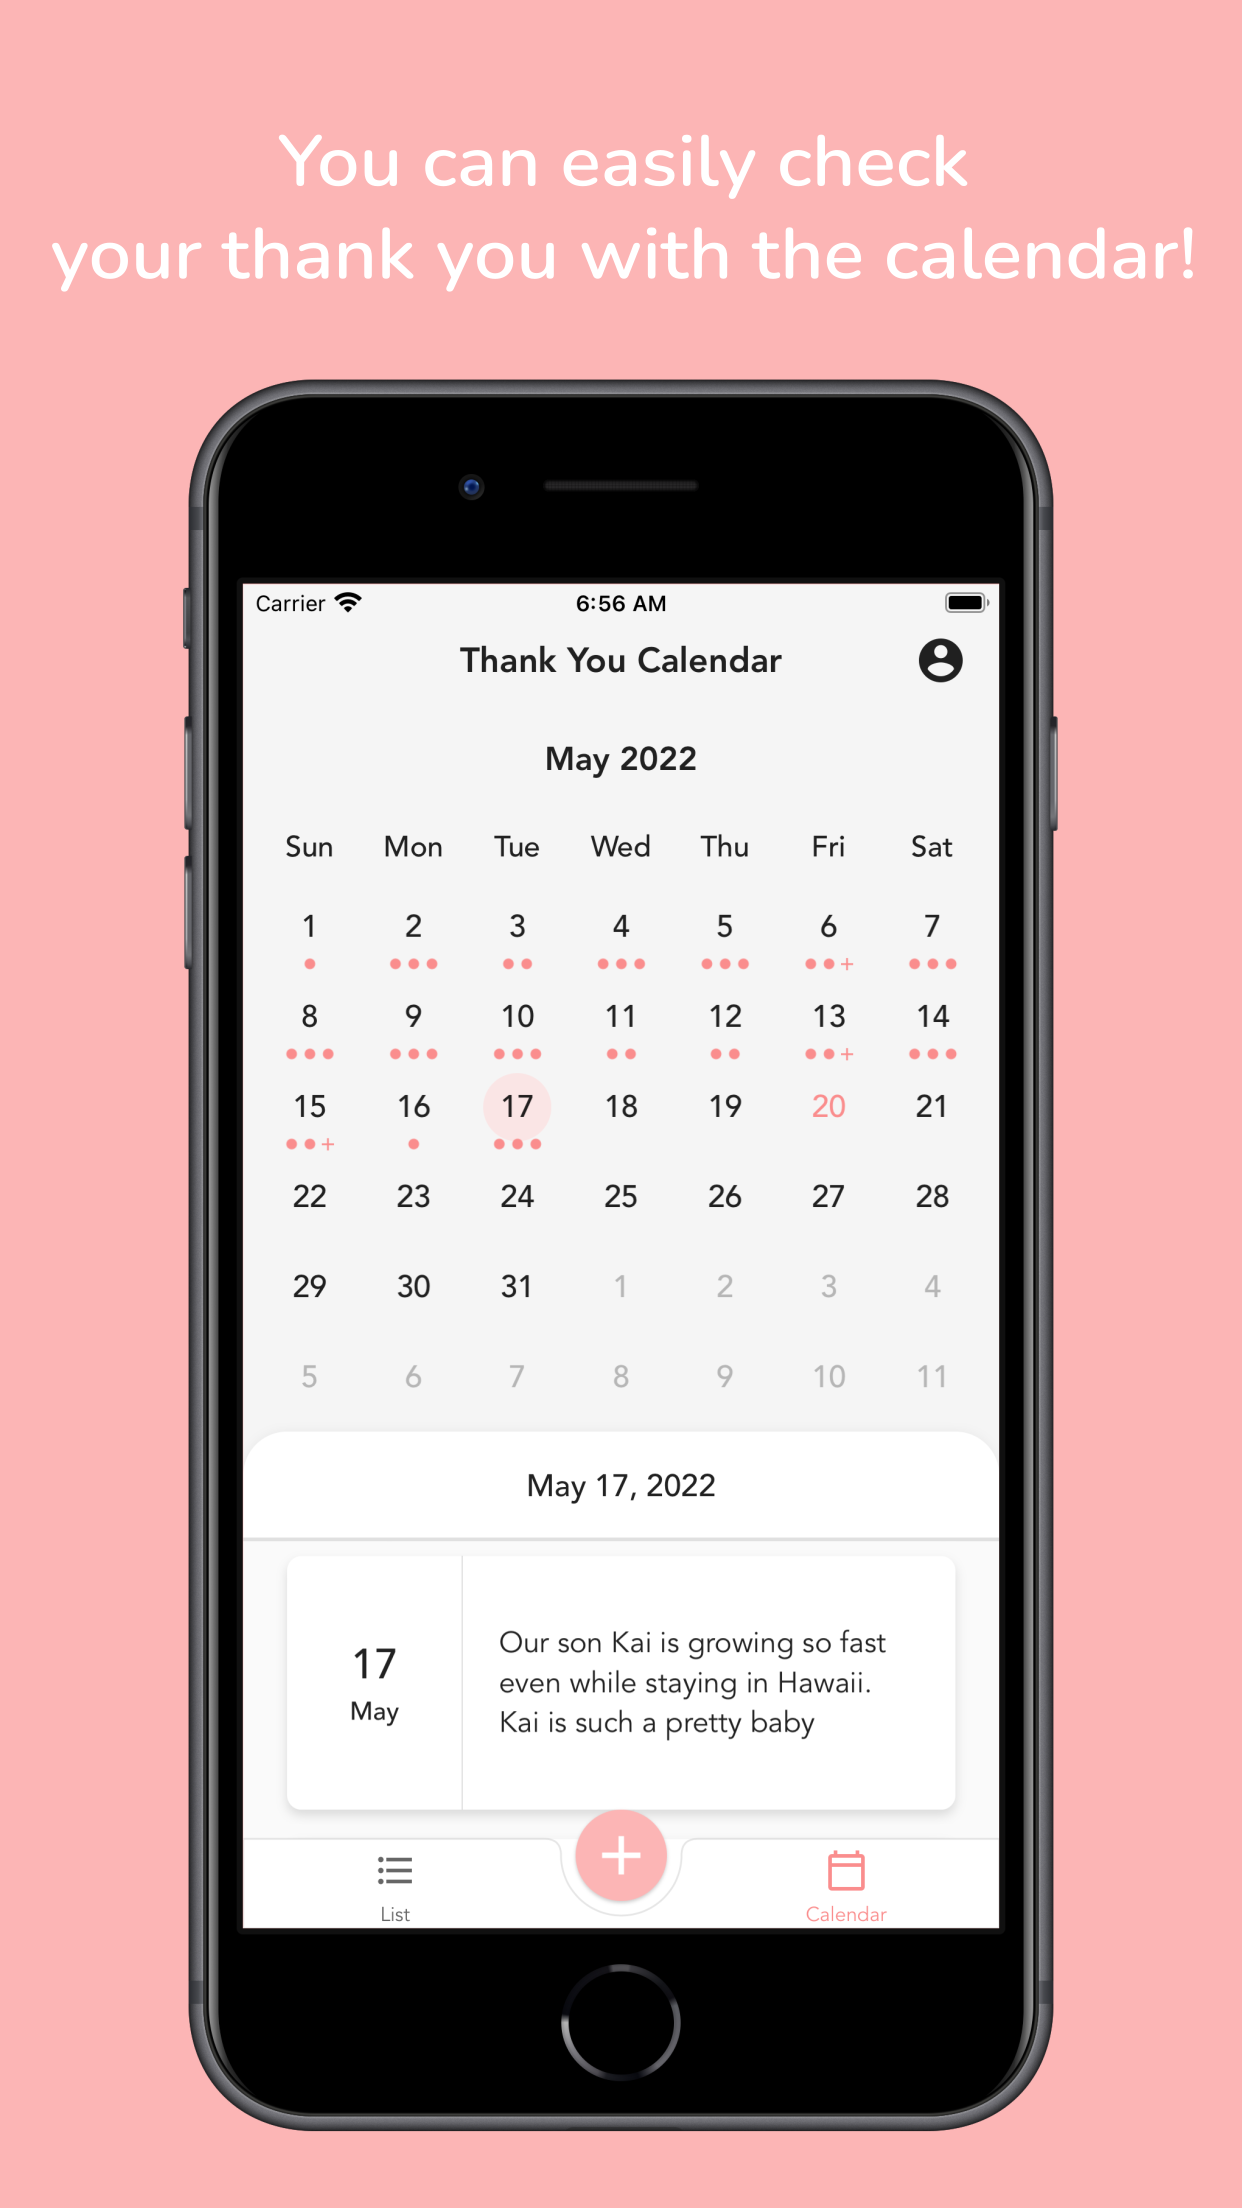 You can easily check
your thank you with the calendar!
Carrier 6:56 AM
Thank You Calendar
May 2022
Sun Mon Tue Wed Thu Fri Sat
1 2 3 4 5 6 7
+
8 9 10 11 12 13 14
+
15 16 17 18 19 20 21
+
22 23 24 25 26 27 28
29 30 31 1 2 3 4
5 6 7 8 9 10 11
May 17, 2022
17
May
Our son Kai is growing so fast
even while staying in Hawaii.
Kai is such a pretty baby
+
List Calendar